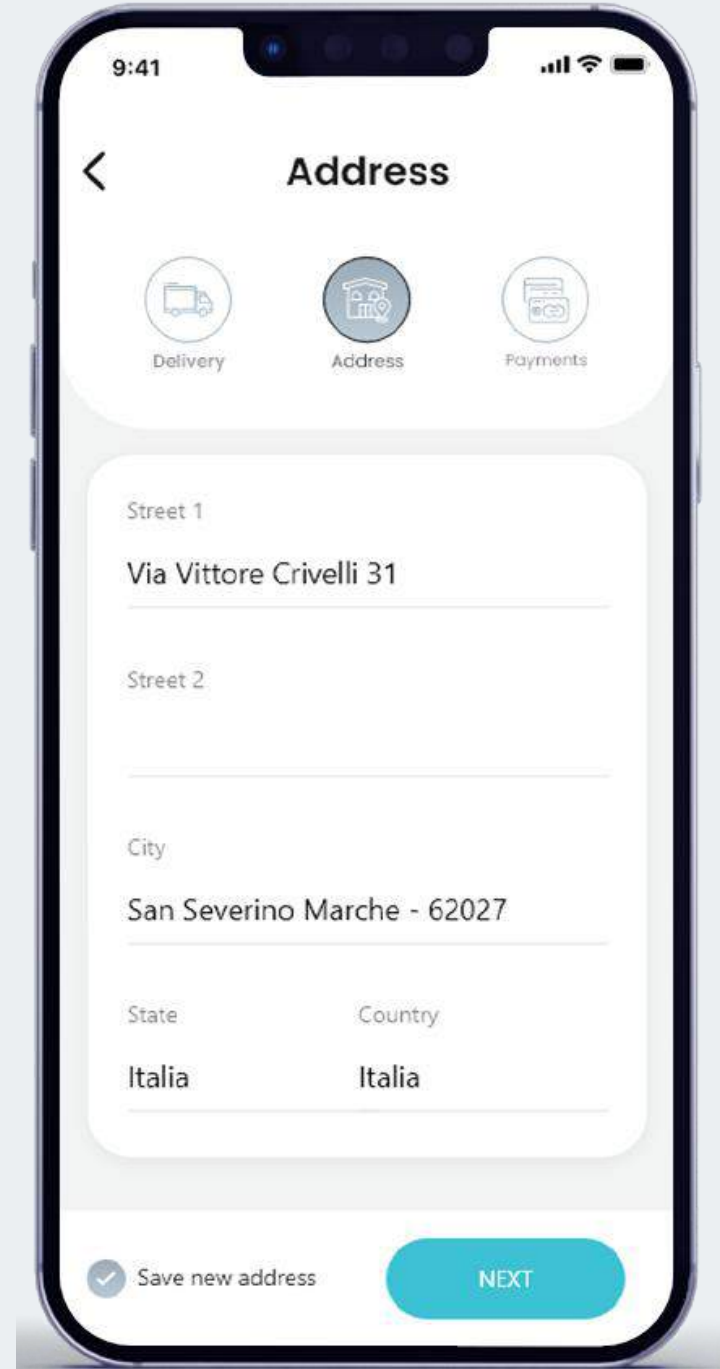 9:41
Address
Delivery Address Payments
Street 1
Via Vittore Crivelli 31
Street 2
City
San Severino Marche - 62027
State Country
Italia Italia
Save new address NEXT